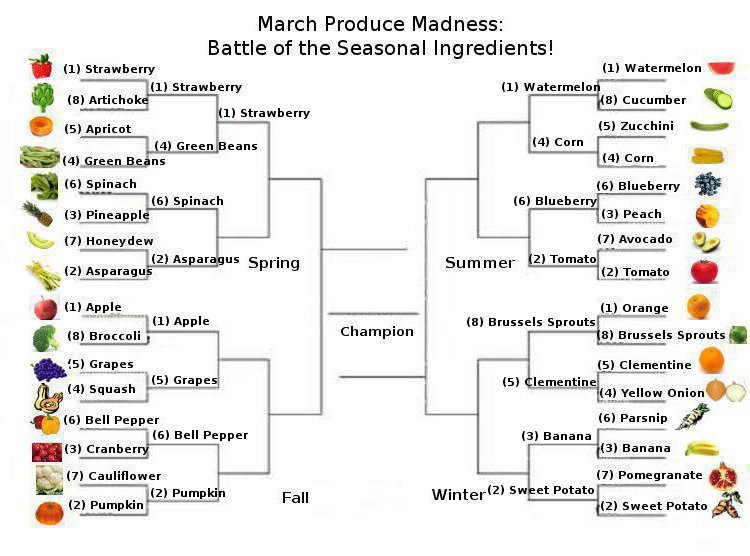 March Produce Madness:
Battle of the Seasonal Ingredients!
(1) Strawberry
(8) Artichoke
(5) Apricot
(4) Green Beans
(6) Spinach
(3) Pineapple
(7) Honeydew
(2) Asparagus
(1) Strawberry
(4) Green Beans
(6) Spinach
(2) Asparagus
(1) Strawberry
Spring
(1) Apple
(8) Broccoli
(5) Grapes
(4) Squash
(6) Bell Pepper
(3) Cranberry
(7) Cauliflower
(2) Pumpkin
(1) Apple
(5) Grapes
(6) Bell Pepper
(2) Pumpkin
Fall
Champion
(1) Watermelon
(8) Cucumber
(5) Zucchini
(4) Corn
(6) Blueberry
(3) Peach
(7) Avocado
(2) Tomato
(1) Watermelon
(4) Corn
(6) Blueberry
(2) Tomato
Summer
(1) Orange
(8) Brussels Sprouts
(5) Clementine
(4) Yellow Onion
(6) Parsnip
(3) Banana
(7) Pomegranate
(2) Sweet Potato
(8) Brussels Sprouts
(5) Clementine
(3) Banana
(2) Sweet Potato
Winter